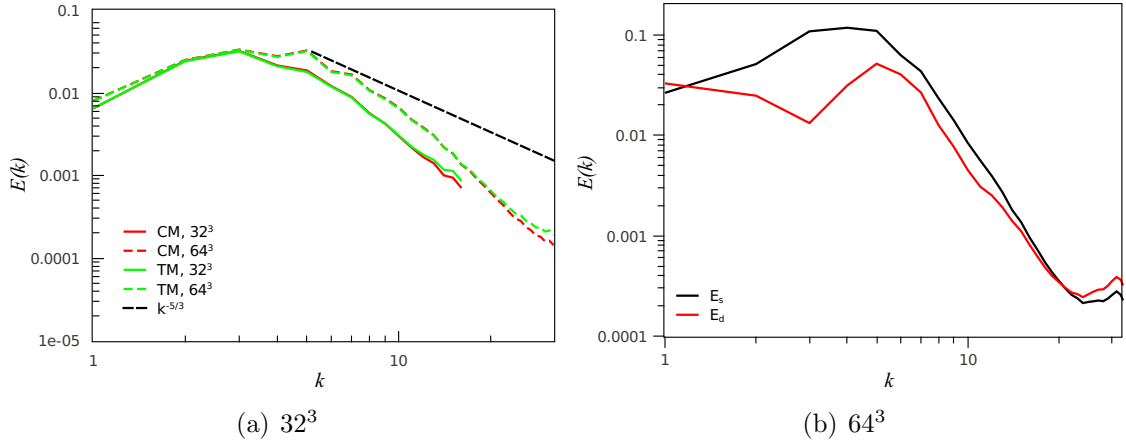 0.1
0.01
0.001
0.0001
1e-05
E(k)
CM, 32³
CM, 64³
TM, 32³
TM, 64³
k⁻⁵/³
1
10
k
(a) 32³
0.1
0.01
0.001
0.0001
E(k)
Eₛ
E_d
1
10
k
(b) 64³